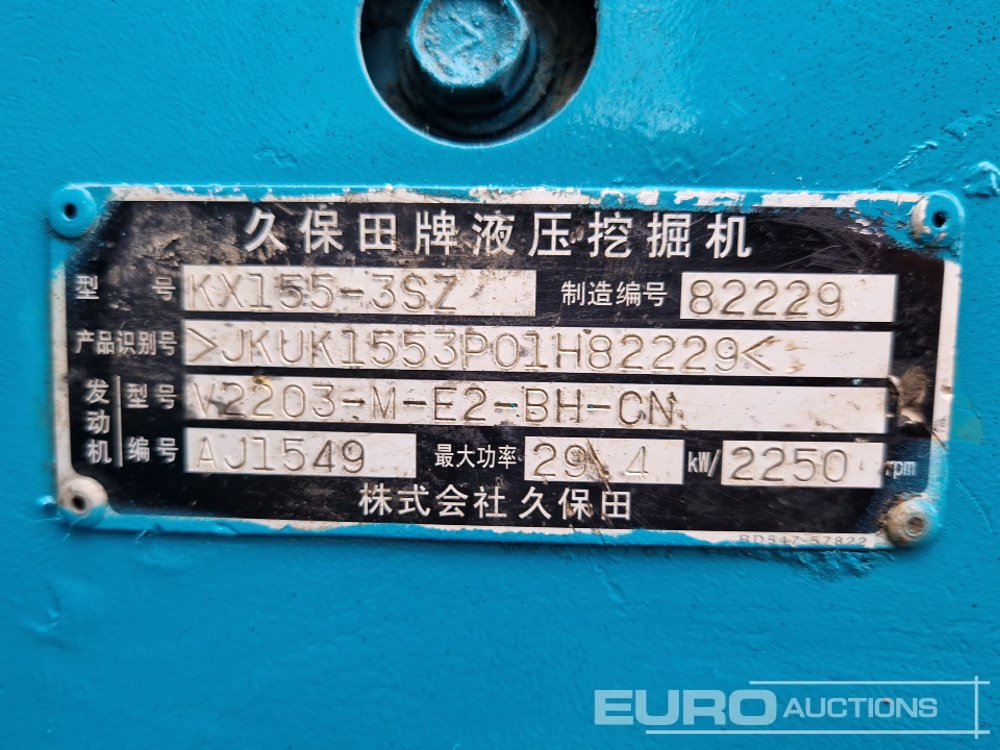 久保田牌液压挖掘机
型 号 KX155-3SZ 制造编号 82229
产品识别号 >JKUK1553P01H82229<
发动机 型号 V2203-M-E2-BH-CN
编号 AJ1549 最大功率 29.4 kW/ 2250 rpm
株式会社久保田
RD547-57822
EURO AUCTIONS